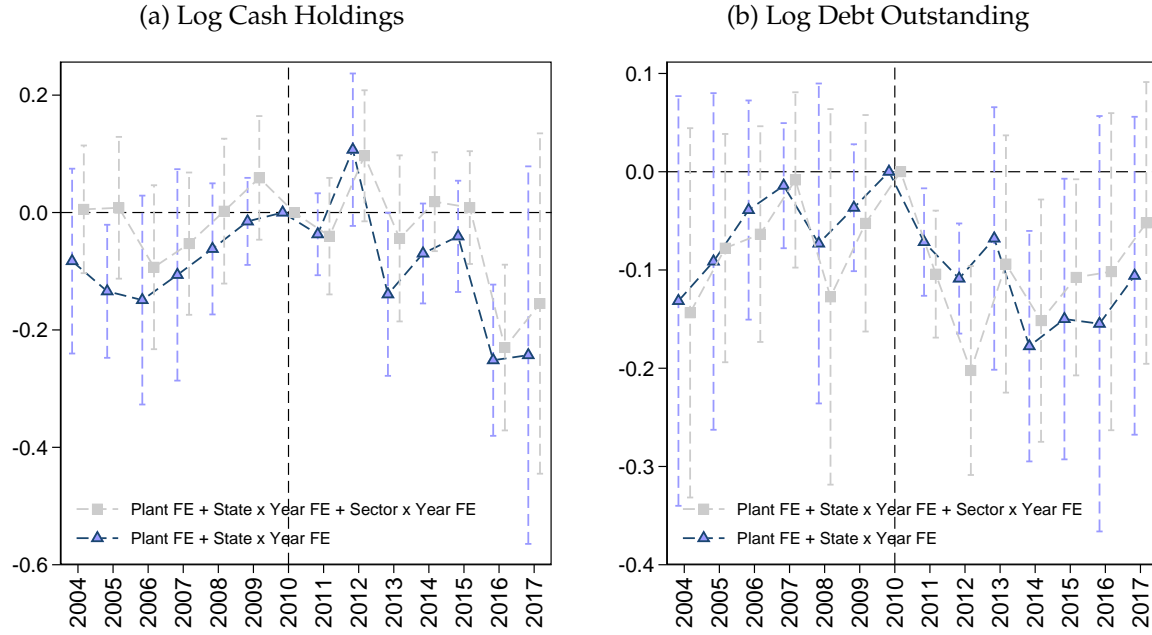 (a) Log Cash Holdings
0.2
0.0
-0.2
-0.4
-0.6
Plant FE + State x Year FE + Sector x Year FE
Plant FE + State x Year FE
2004 2005 2006 2007 2008 2009 2010 2011 2012 2013 2014 2015 2016 2017
(b) Log Debt Outstanding
0.1
0.0
-0.1
-0.2
-0.3
-0.4
Plant FE + State x Year FE + Sector x Year FE
Plant FE + State x Year FE
2004 2005 2006 2007 2008 2009 2010 2011 2012 2013 2014 2015 2016 2017